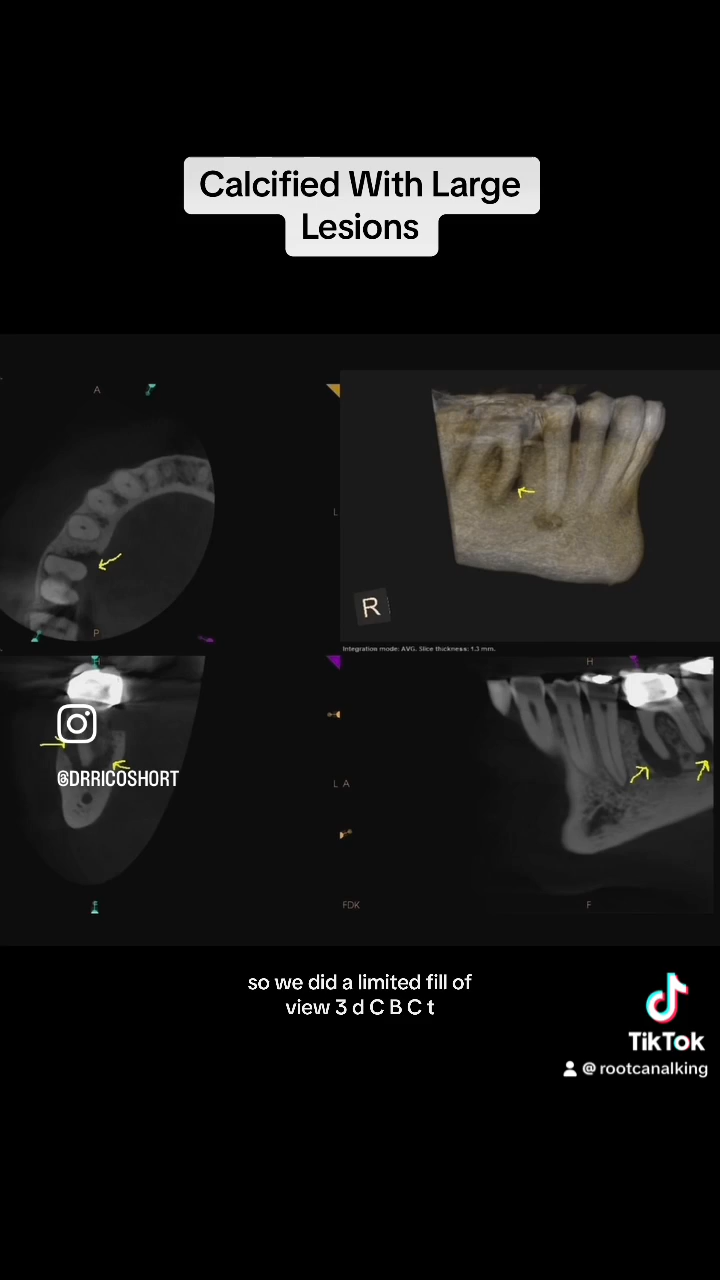 Calcified With Large
Lesions
A
L
P
R
Integration mode: AVG. Slice thickness: 1.3 mm.
H
H
@DRRICOSHORT
L A
FDK
F
so we did a limited fill of
view 3 d C B C t
TikTok
@rootcanalking